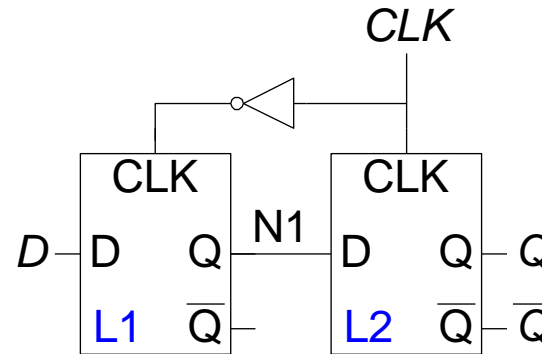 CLK
CLK CLK
N1
D D Q D Q Q
L1 Q̅ L2 Q̅ Q̅